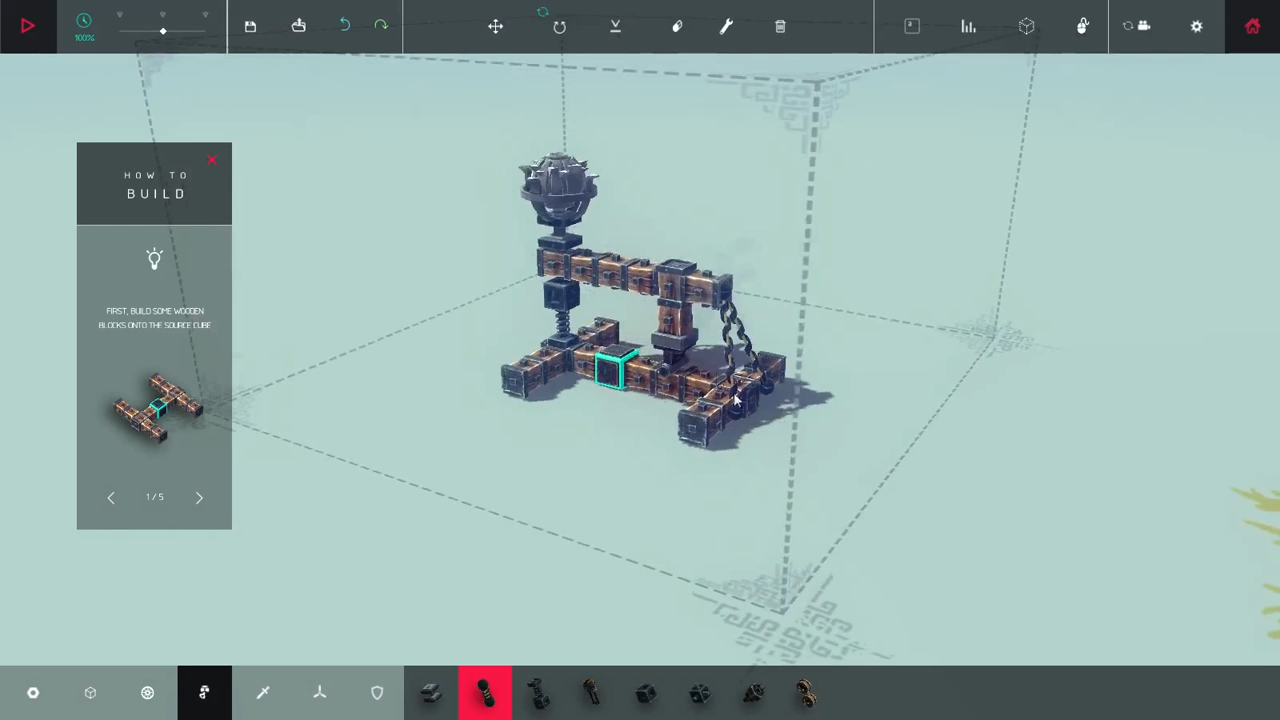 100%
HOW TO
BUILD
FIRST, BUILD SOME WOODEN
BLOCKS ONTO THE SOURCE CUBE
1/5